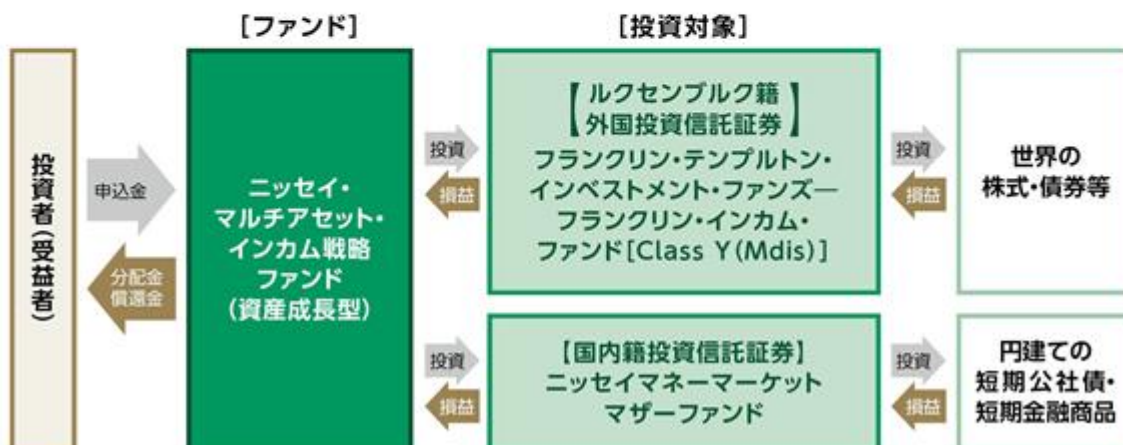 [ファンド]
[投資対象]
投資者(受益者)
申込金
分配金
償還金
ニッセイ・
マルチアセット・
インカム戦略
ファンド
(資産成長型)
投資
損益
【ルクセンブルク籍
外国投資信託証券】
フランクリン・テンプルトン・
インベストメント・ファンズ―
フランクリン・インカム・
ファンド[Class Y(Mdis)]
投資
損益
世界の
株式・債券等
投資
損益
【国内籍投資信託証券】
ニッセイマネーマーケット
マザーファンド
投資
損益
円建ての
短期公社債・
短期金融商品